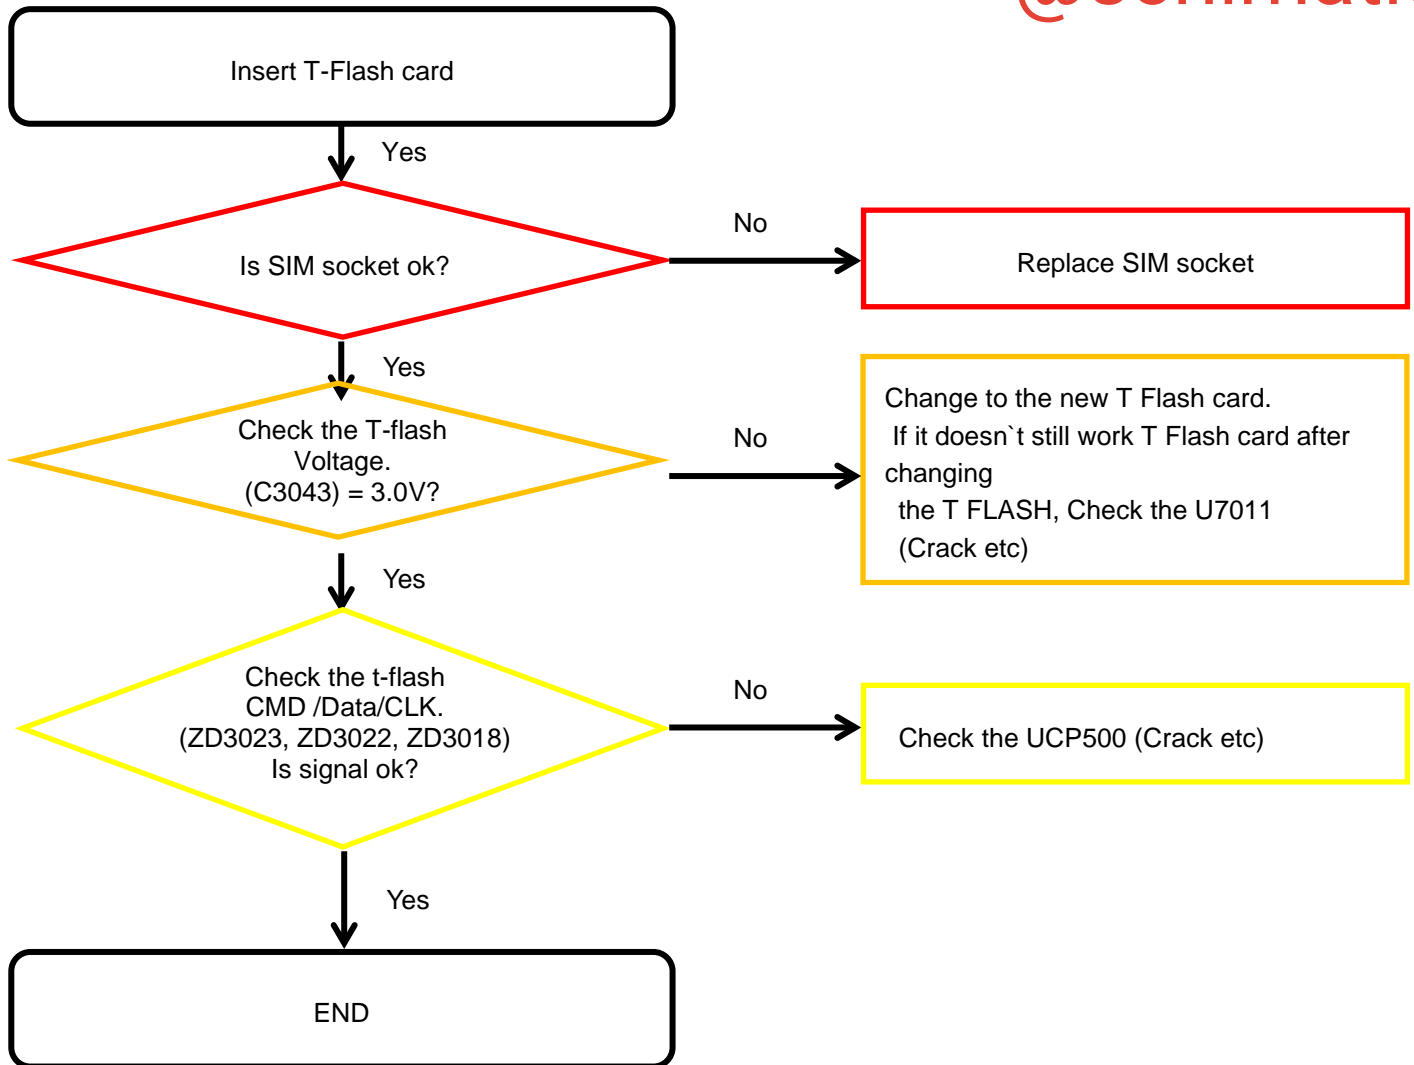 Insert T-Flash card
Yes
Is SIM socket ok?
No
Replace SIM socket
Yes
Check the T-flash
Voltage.
(C3043) = 3.0V?
No
Change to the new T Flash card.
If it doesn`t still work T Flash card after
changing
the T FLASH, Check the U7011
(Crack etc)
Yes
Check the t-flash
CMD /Data/CLK.
(ZD3023, ZD3022, ZD3018)
Is signal ok?
No
Check the UCP500 (Crack etc)
Yes
END